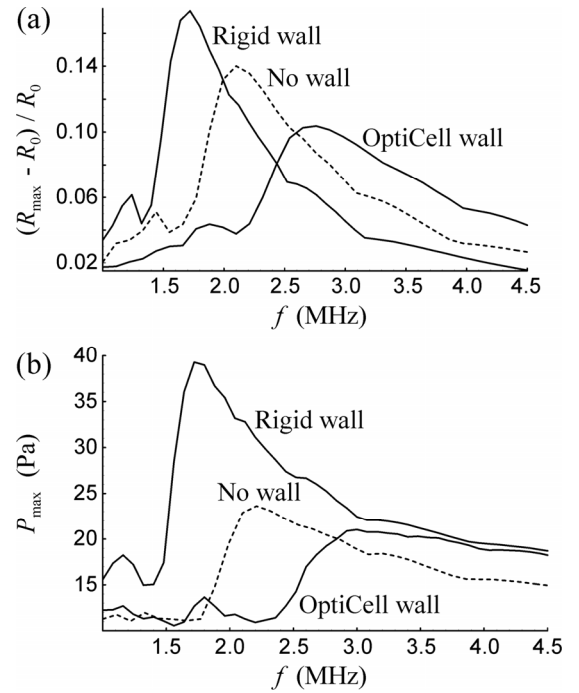 (a)
(R_max - R_0) / R_0
0.14
0.10
0.06
0.02
Rigid wall
No wall
OptiCell wall
1.5 2.0 2.5 3.0 3.5 4.0 4.5
f (MHz)
(b)
P_max (Pa)
40
35
30
25
20
15
Rigid wall
No wall
OptiCell wall
1.5 2.0 2.5 3.0 3.5 4.0 4.5
f (MHz)